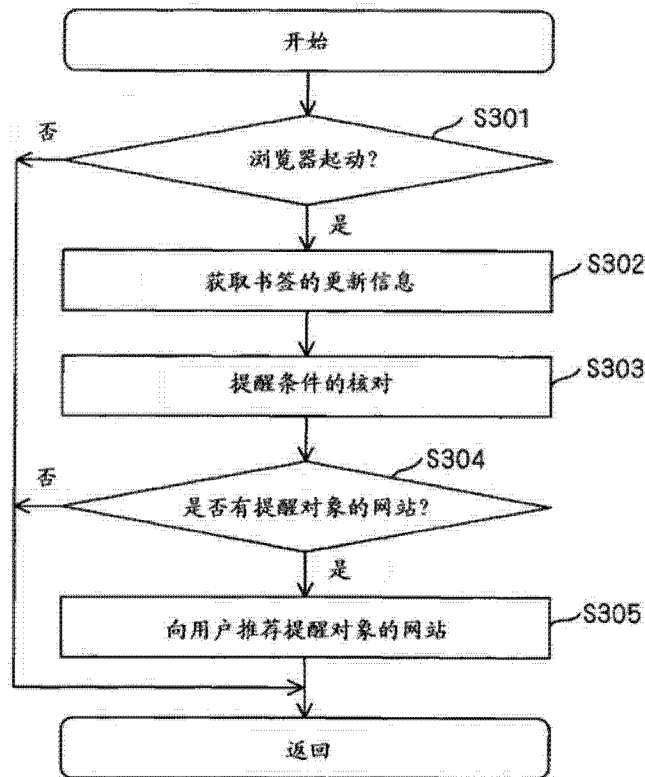 开始
S301
否
浏览器起动?
是
获取书签的更新信息
S302
提醒条件的核对
S303
S304
否
是否有提醒对象的网站?
是
向用户推荐提醒对象的网站
S305
返回